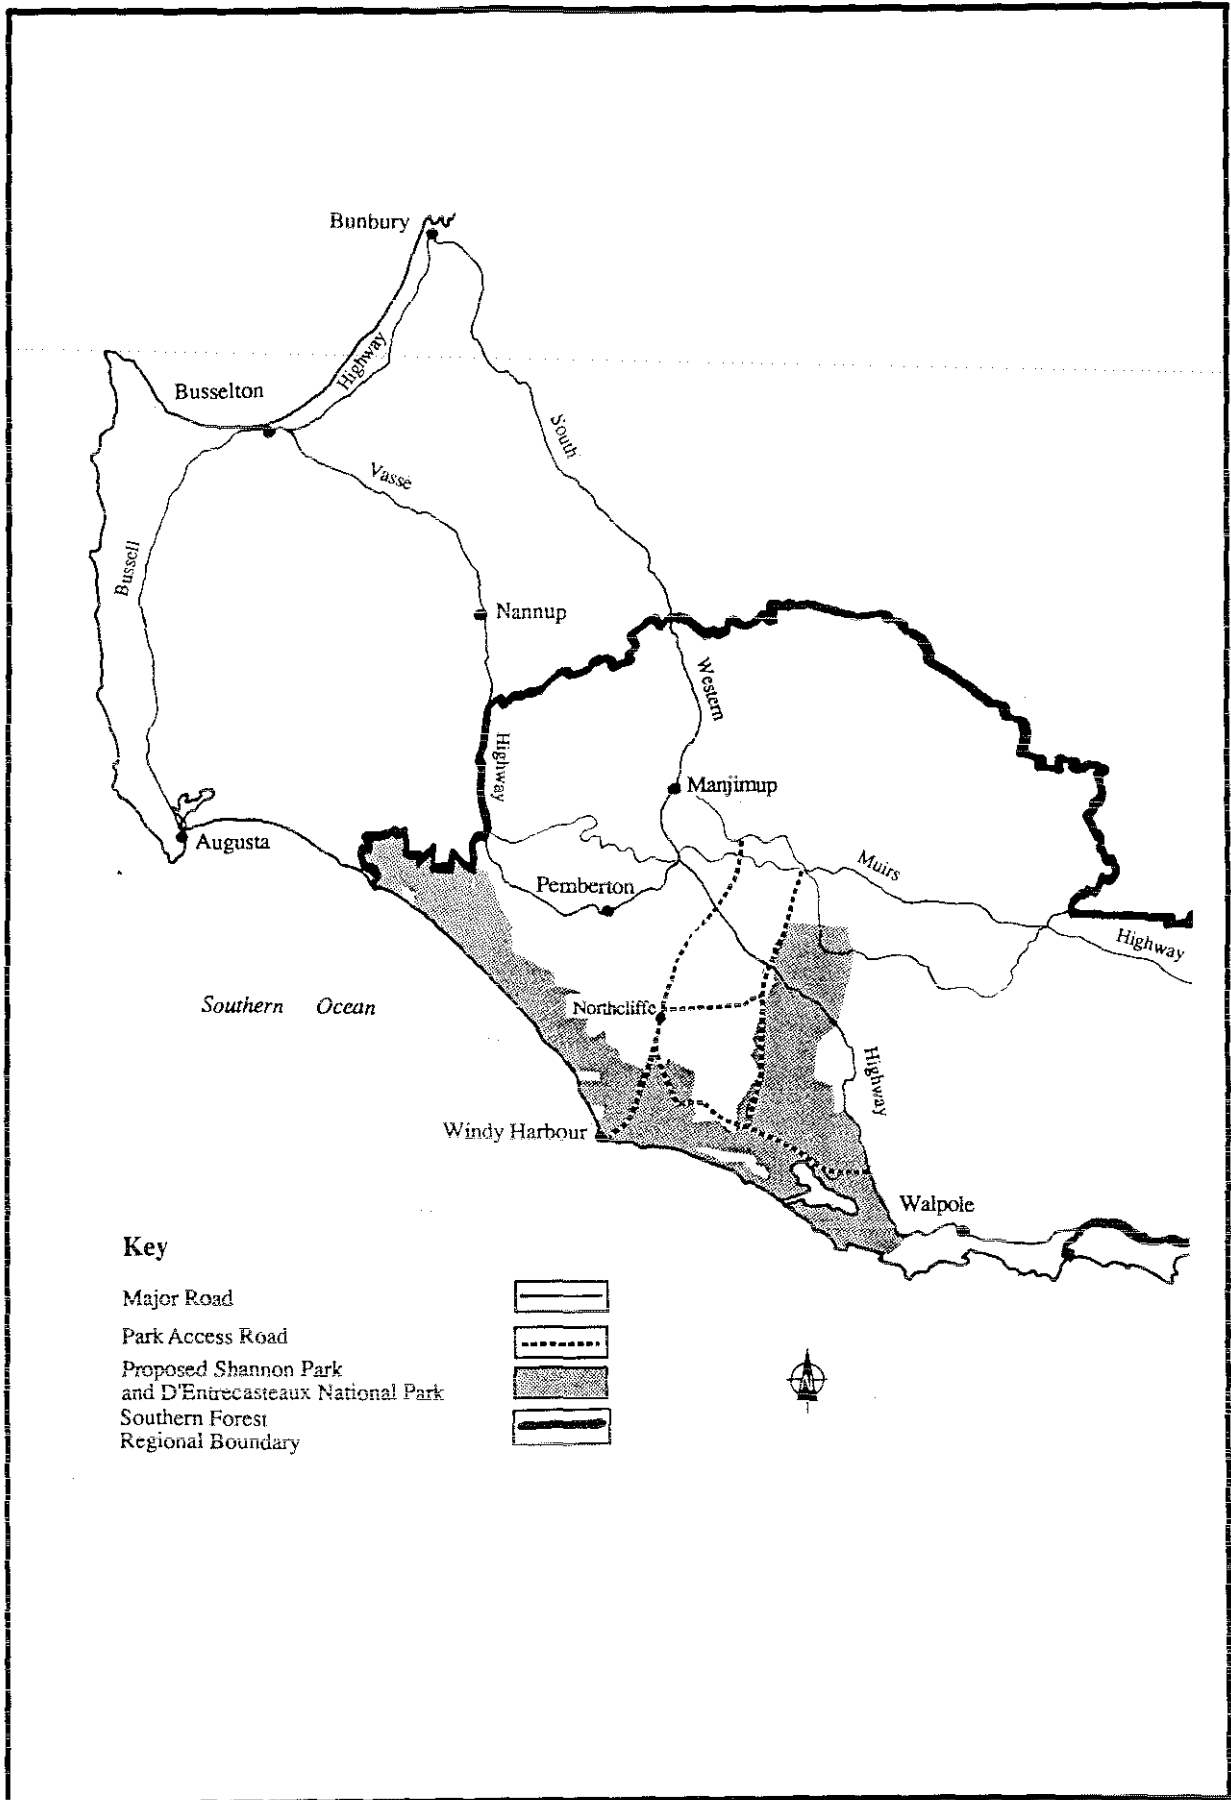 Bunbury
Highway
Busselton
South
Vasse
Bussell
Nannup
Western
Highway
Manjimup
Augusta
Muirs
Pemberton
Highway
Southern Ocean
Northcliffe
Highway
Windy Harbour
Walpole
Key
Major Road
Park Access Road
Proposed Shannon Park
and D'Entrecasteaux National Park
Southern Forest
Regional Boundary